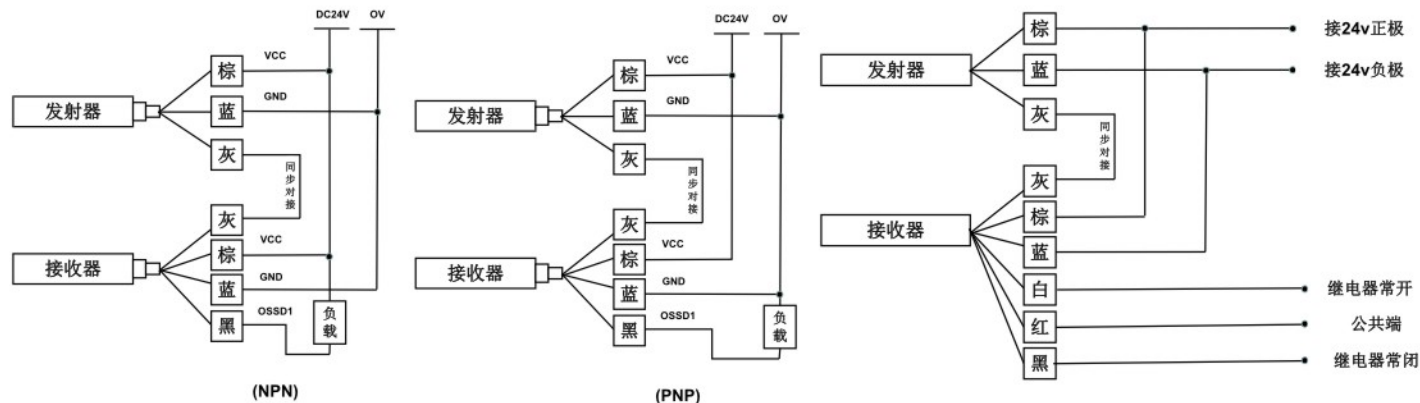 DC24V
OV
VCC
棕
发射器
GND
蓝
灰
同步对接
灰
VCC
棕
接收器
GND
蓝
OSSD1
黑
负载
(NPN)
DC24V
OV
VCC
棕
发射器
GND
蓝
灰
同步对接
灰
VCC
棕
接收器
GND
蓝
OSSD1
黑
负载
(PNP)
棕
接24v正极
发射器
蓝
接24v负极
灰
同步对接
灰
棕
接收器
蓝
白
继电器常开
红
公共端
黑
继电器常闭